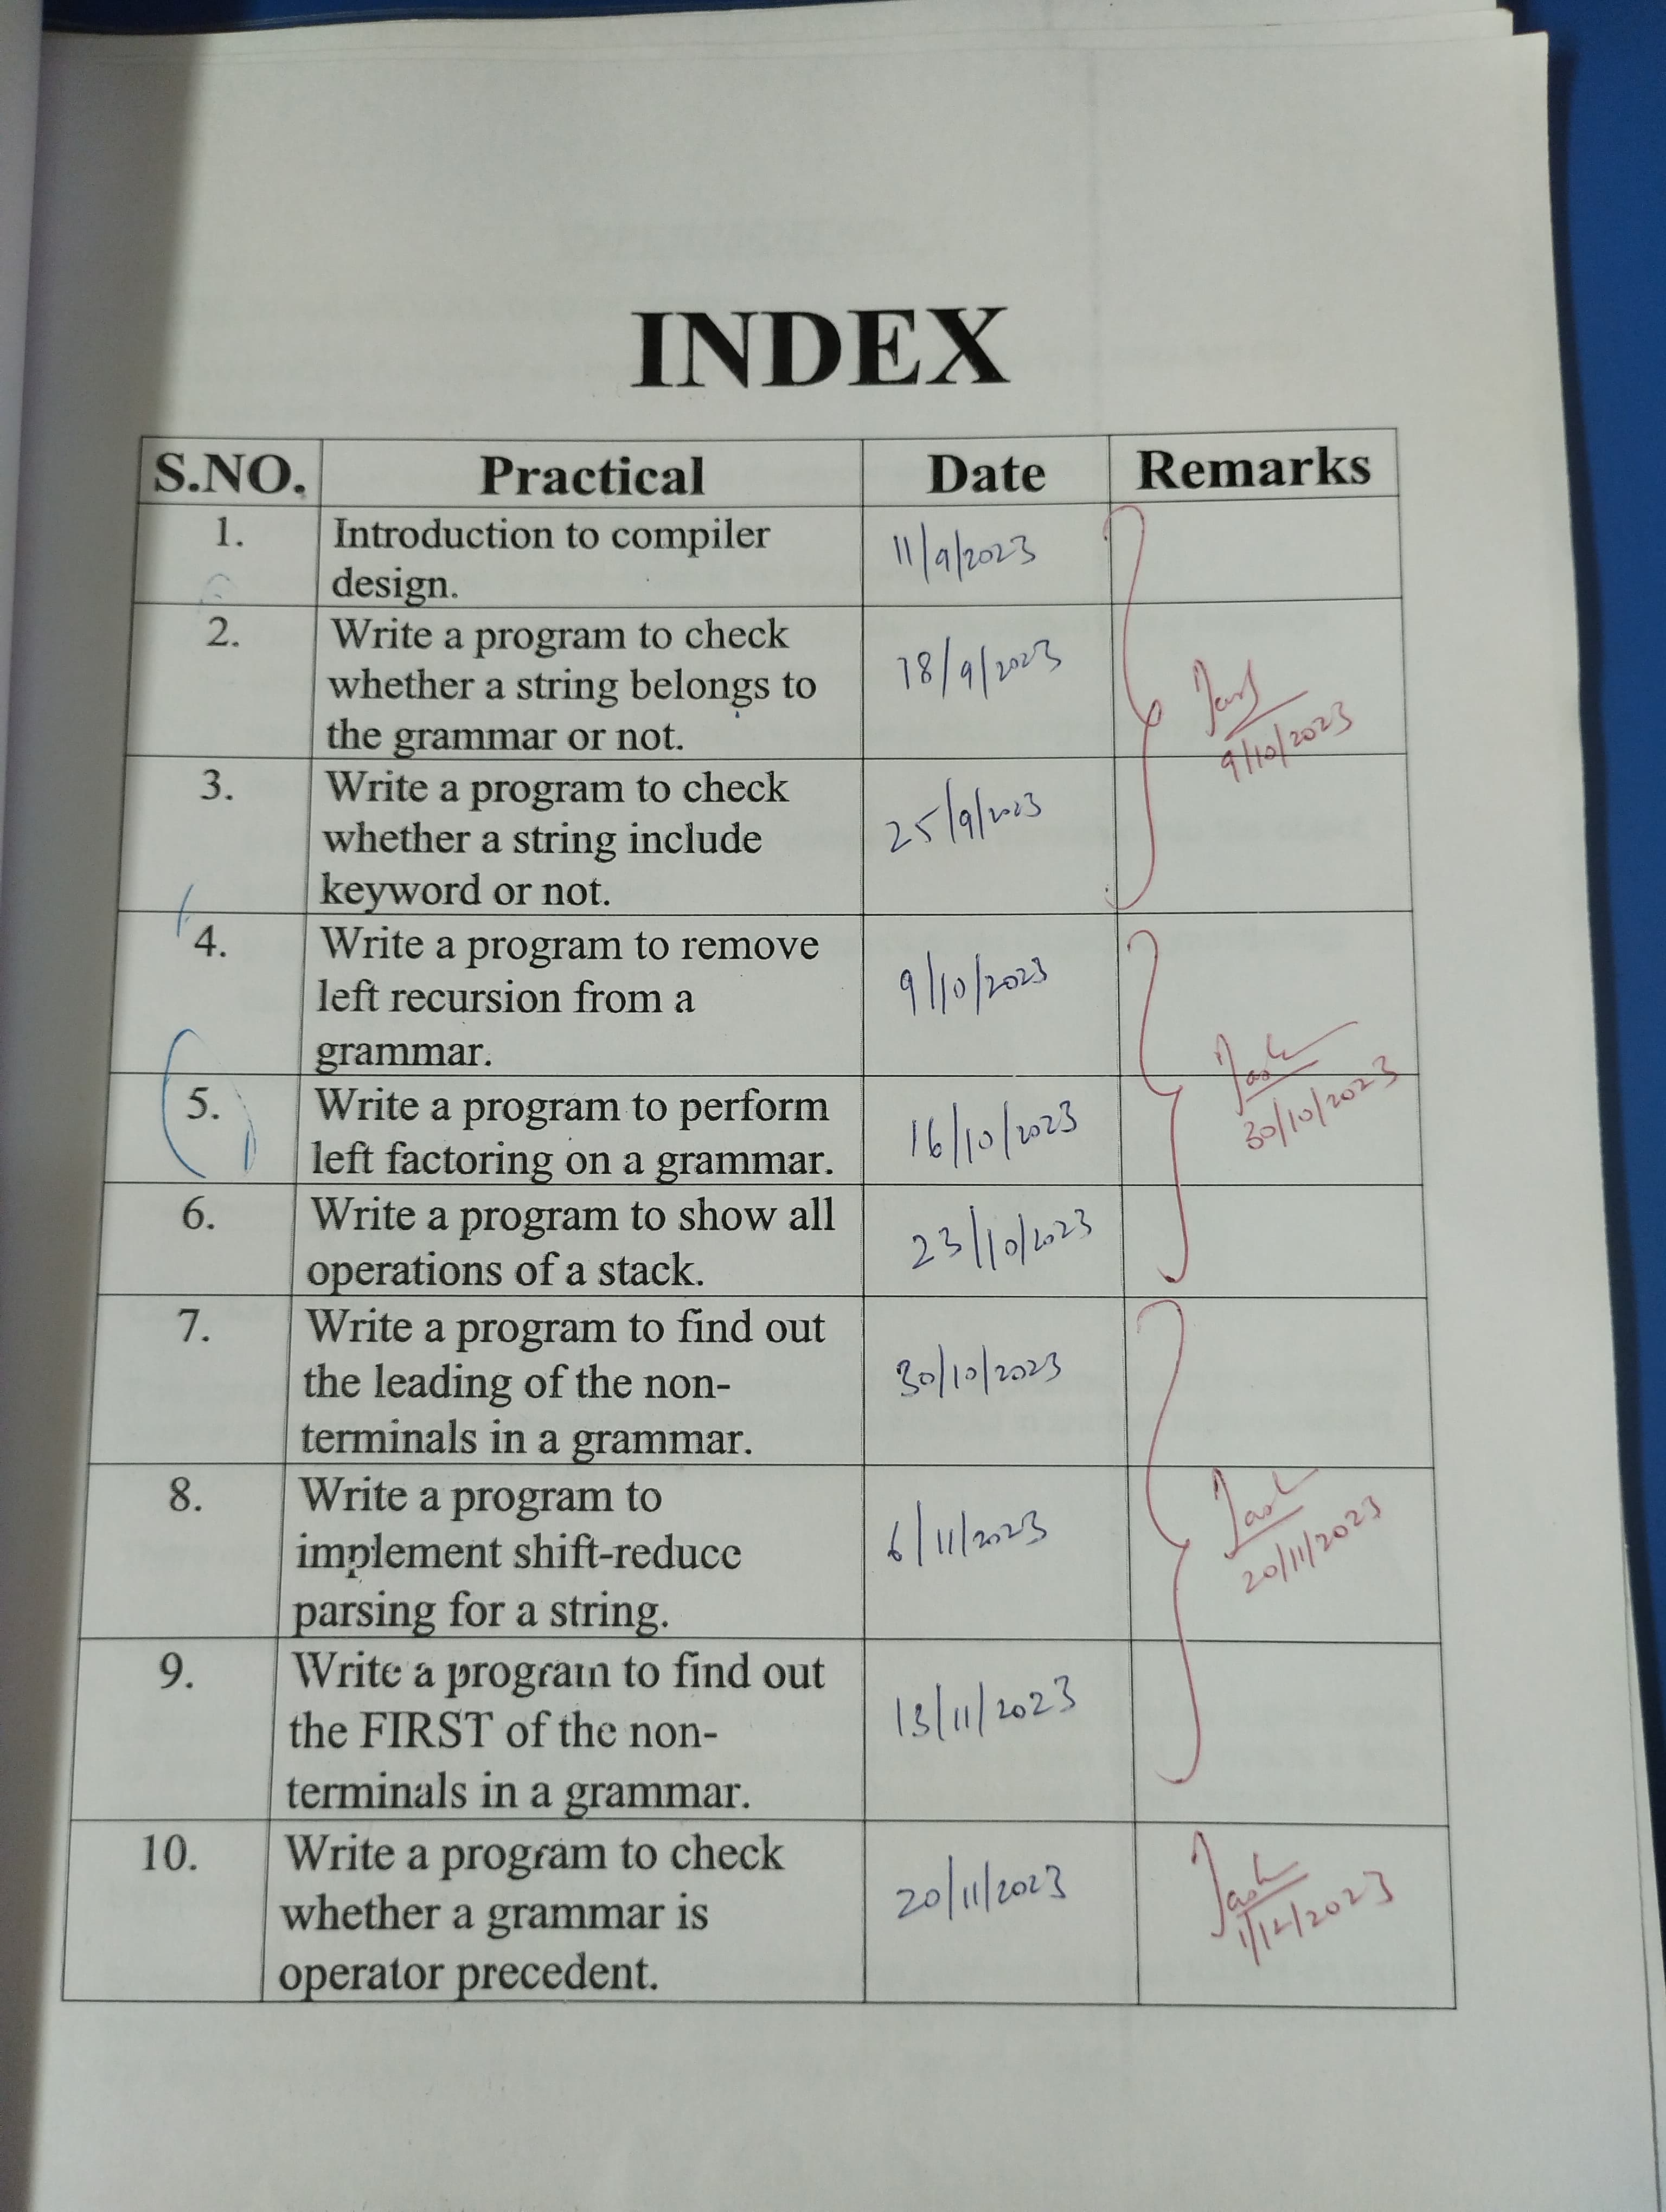 INDEX
S.NO. Practical Date Remarks
1. Introduction to compiler 11/9/2023
design.
2. Write a program to check 18/9/2023
whether a string belongs to
the grammar or not.
9/10/2023
3. Write a program to check 25/9/2023
whether a string include
keyword or not.
4. Write a program to remove 9/10/2023
left recursion from a
grammar.
5. Write a program to perform 16/10/2023 30/10/2023
left factoring on a grammar.
6. Write a program to show all 23/10/2023
operations of a stack.
7. Write a program to find out 30/10/2023
the leading of the non-
terminals in a grammar.
8. Write a program to 6/11/2023 20/11/2023
implement shift-reduce
parsing for a string.
9. Write a program to find out 13/11/2023
the FIRST of the non-
terminals in a grammar.
10. Write a program to check 20/11/2023 1/12/2023
whether a grammar is
operator precedent.